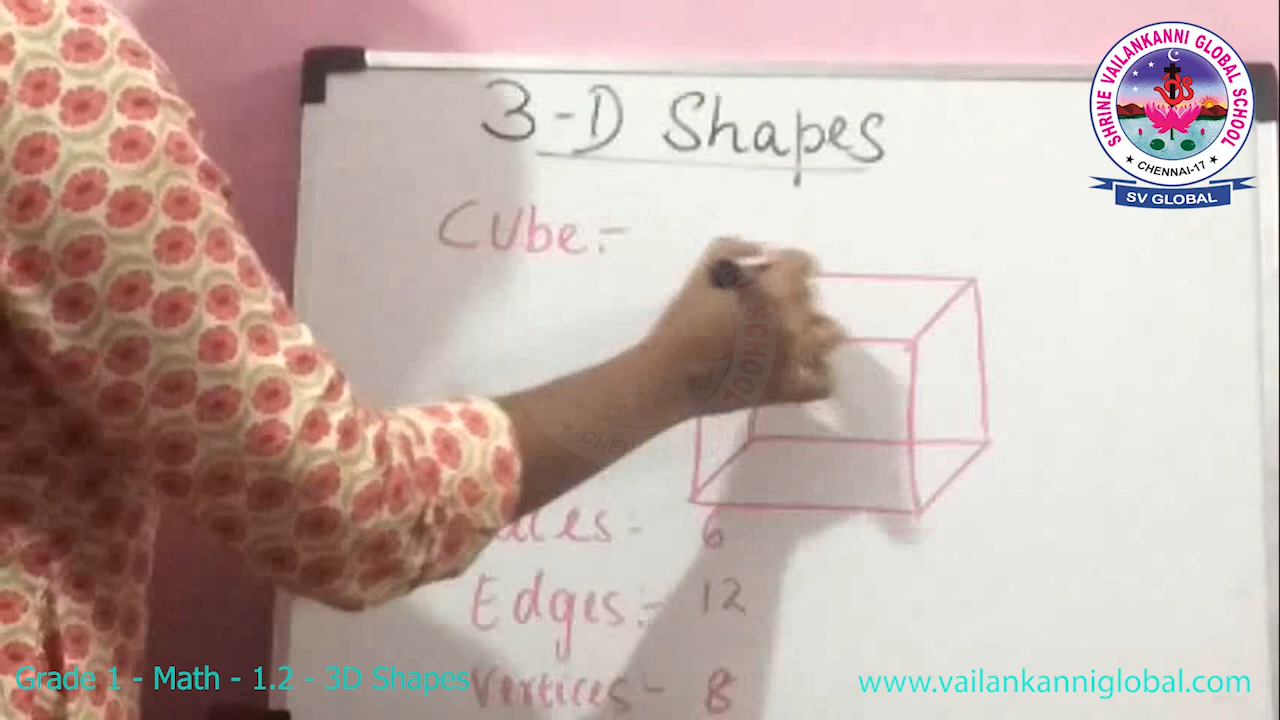 3-D Shapes
Cube:-
6
Edges:- 12
Vertices- 8
SHRINE VAILANKANNI GLOBAL SCHOOL
CHENNAI-17
SV GLOBAL
Grade 1 - Math - 1.2 - 3D Shapes
www.vailankanniglobal.com